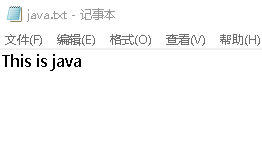 java.txt - 记事本
文件(F) 编辑(E) 格式(O) 查看(V) 帮助(H)
This is java